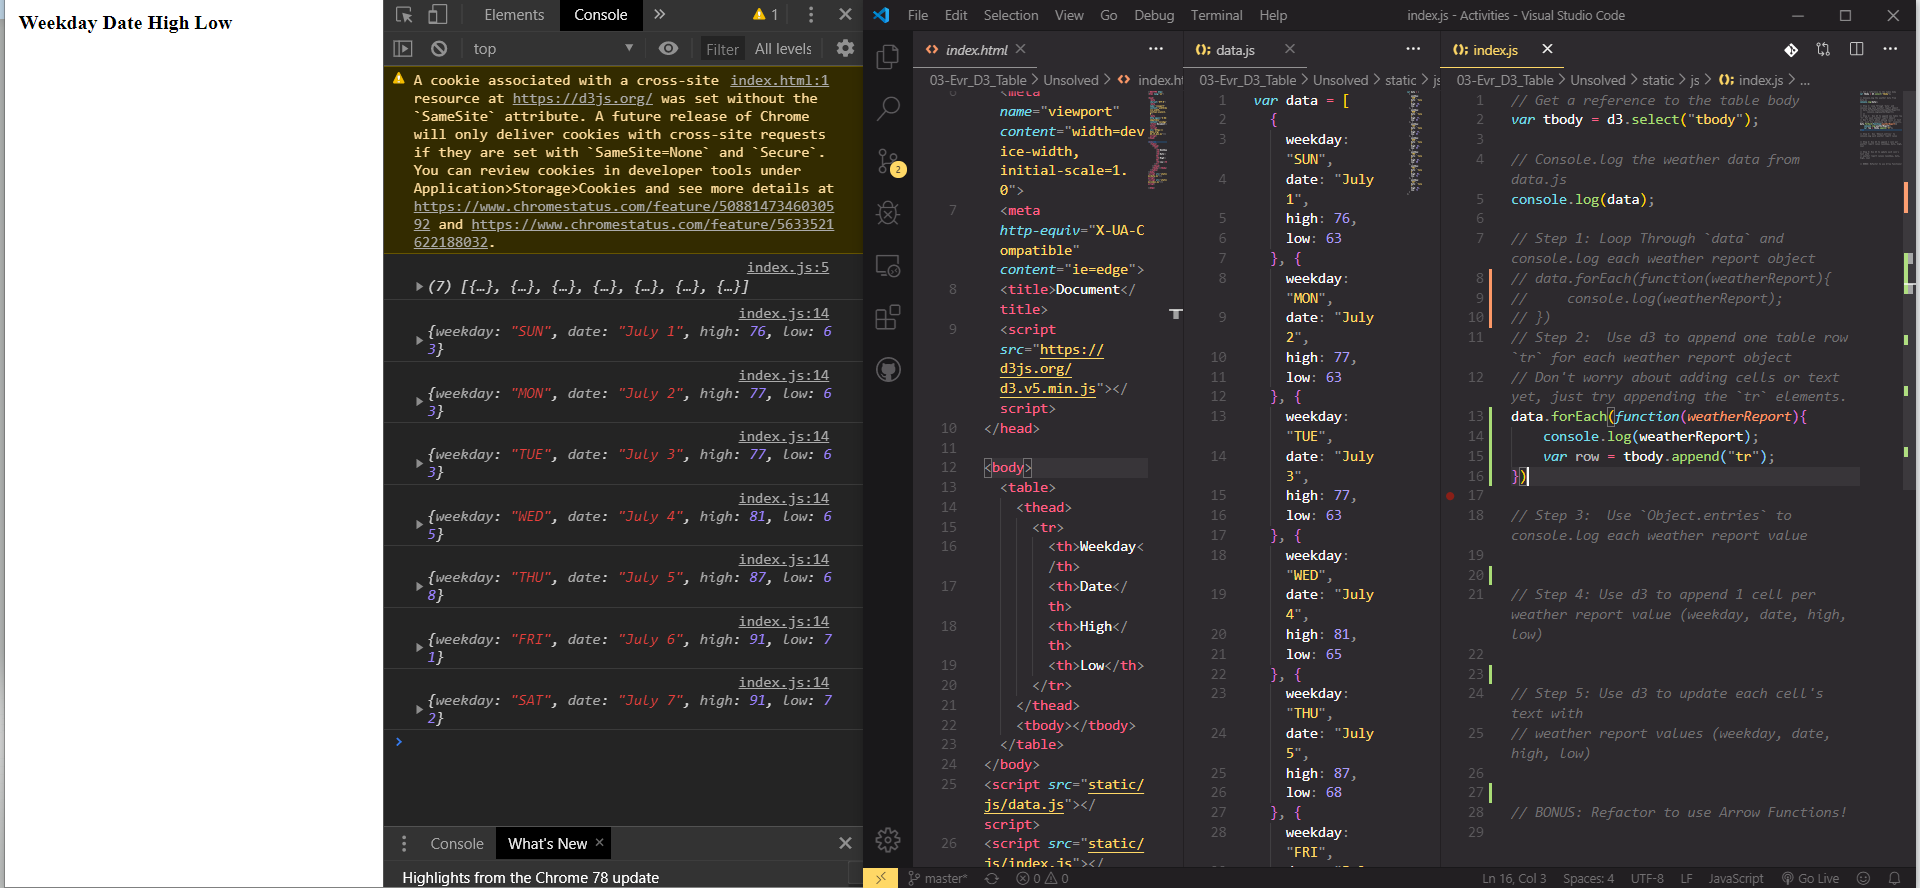 Weekday Date High Low
Elements
Console
»
1
top
Filter
All levels
A cookie associated with a cross-site index.html:1
resource at https://d3js.org/ was set without the
`SameSite` attribute. A future release of Chrome
will only deliver cookies with cross-site requests
if they are set with `SameSite=None` and `Secure`.
You can review cookies in developer tools under
Application>Storage>Cookies and see more details at
https://www.chromestatus.com/feature/50881473460305
92 and https://www.chromestatus.com/feature/5633521
622188032.
index.js:5
(7) [{…}, {…}, {…}, {…}, {…}, {…}, {…}]
index.js:14
{weekday: "SUN", date: "July 1", high: 76, low: 6
3}
index.js:14
{weekday: "MON", date: "July 2", high: 77, low: 6
3}
index.js:14
{weekday: "TUE", date: "July 3", high: 77, low: 6
3}
index.js:14
{weekday: "WED", date: "July 4", high: 81, low: 6
5}
index.js:14
{weekday: "THU", date: "July 5", high: 87, low: 6
8}
index.js:14
{weekday: "FRI", date: "July 6", high: 91, low: 7
1}
index.js:14
{weekday: "SAT", date: "July 7", high: 91, low: 7
2}
Console
What's New
Highlights from the Chrome 78 update
File Edit Selection View Go Debug Terminal Help
index.js - Activities - Visual Studio Code
2
index.html
03-Evr_D3_Table > Unsolved > <> index.ht
6 <meta
name="viewport"
content="width=dev
ice-width,
initial-scale=1.
0">
7 <meta
http-equiv="X-UA-C
ompatible"
content="ie=edge">
8 <title>Document</
title>
9 <script
src="https://
d3js.org/
d3.v5.min.js"></
script>
10 </head>
11
12 <body>
13 <table>
14 <thead>
15 <tr>
16 <th>Weekday<
/th>
17 <th>Date</
th>
18 <th>High</
th>
19 <th>Low</th>
20 </tr>
21 </thead>
22 <tbody></tbody>
23 </table>
24 </body>
25 <script src="static/
js/data.js"></
script>
26 <script src="static/
js/index.js"></
data.js
03-Evr_D3_Table > Unsolved > static > js
1 var data = [
2 {
3 weekday:
"SUN",
4 date: "July
1",
5 high: 76,
6 low: 63
7 }, {
8 weekday:
"MON",
9 date: "July
2",
10 high: 77,
11 low: 63
12 }, {
13 weekday:
"TUE",
14 date: "July
3",
15 high: 77,
16 low: 63
17 }, {
18 weekday:
"WED",
19 date: "July
4",
20 high: 81,
21 low: 65
22 }, {
23 weekday:
"THU",
24 date: "July
5",
25 high: 87,
26 low: 68
27 }, {
28 weekday:
"FRI",
index.js
03-Evr_D3_Table > Unsolved > static > js > index.js > ...
1 // Get a reference to the table body
2 var tbody = d3.select("tbody");
3
4 // Console.log the weather data from
data.js
5 console.log(data);
6
7 // Step 1: Loop Through `data` and
console.log each weather report object
8 // data.forEach(function(weatherReport){
9 // console.log(weatherReport);
10 // })
11 // Step 2: Use d3 to append one table row
`tr` for each weather report object
12 // Don't worry about adding cells or text
yet, just try appending the `tr` elements.
13 data.forEach(function(weatherReport){
14 console.log(weatherReport);
15 var row = tbody.append("tr");
16 })
17
18 // Step 3: Use `Object.entries` to
console.log each weather report value
19
20
21 // Step 4: Use d3 to append 1 cell per
weather report value (weekday, date, high,
low)
22
23
24 // Step 5: Use d3 to update each cell's
text with
25 // weather report values (weekday, date,
high, low)
26
27
28 // BONUS: Refactor to use Arrow Functions!
29
master*
0 0
Ln 16, Col 3 Spaces: 4 UTF-8 LF JavaScript Go Live